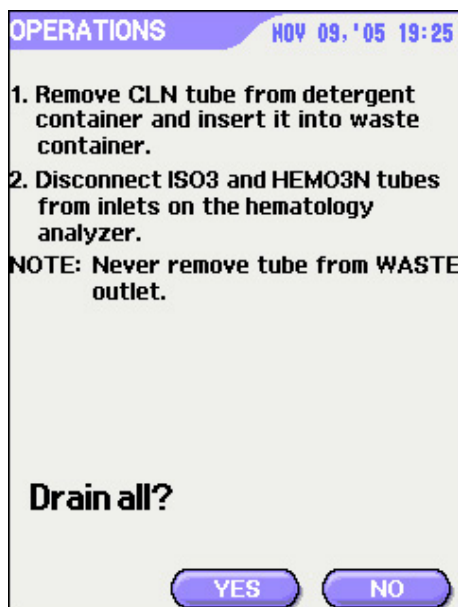 OPERATIONS NOV 09,'05 19:25
1. Remove CLN tube from detergent
container and insert it into waste
container.
2. Disconnect ISO3 and HEMO3N tubes
from inlets on the hematology
analyzer.
NOTE: Never remove tube from WASTE
outlet.
Drain all?
YES NO